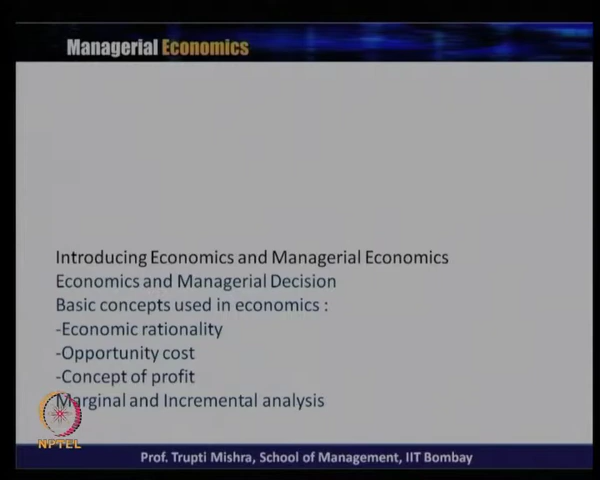 Managerial Economics
Introducing Economics and Managerial Economics
Economics and Managerial Decision
Basic concepts used in economics :
-Economic rationality
-Opportunity cost
-Concept of profit
Marginal and Incremental analysis
NPTEL
Prof. Trupti Mishra, School of Management, IIT Bombay